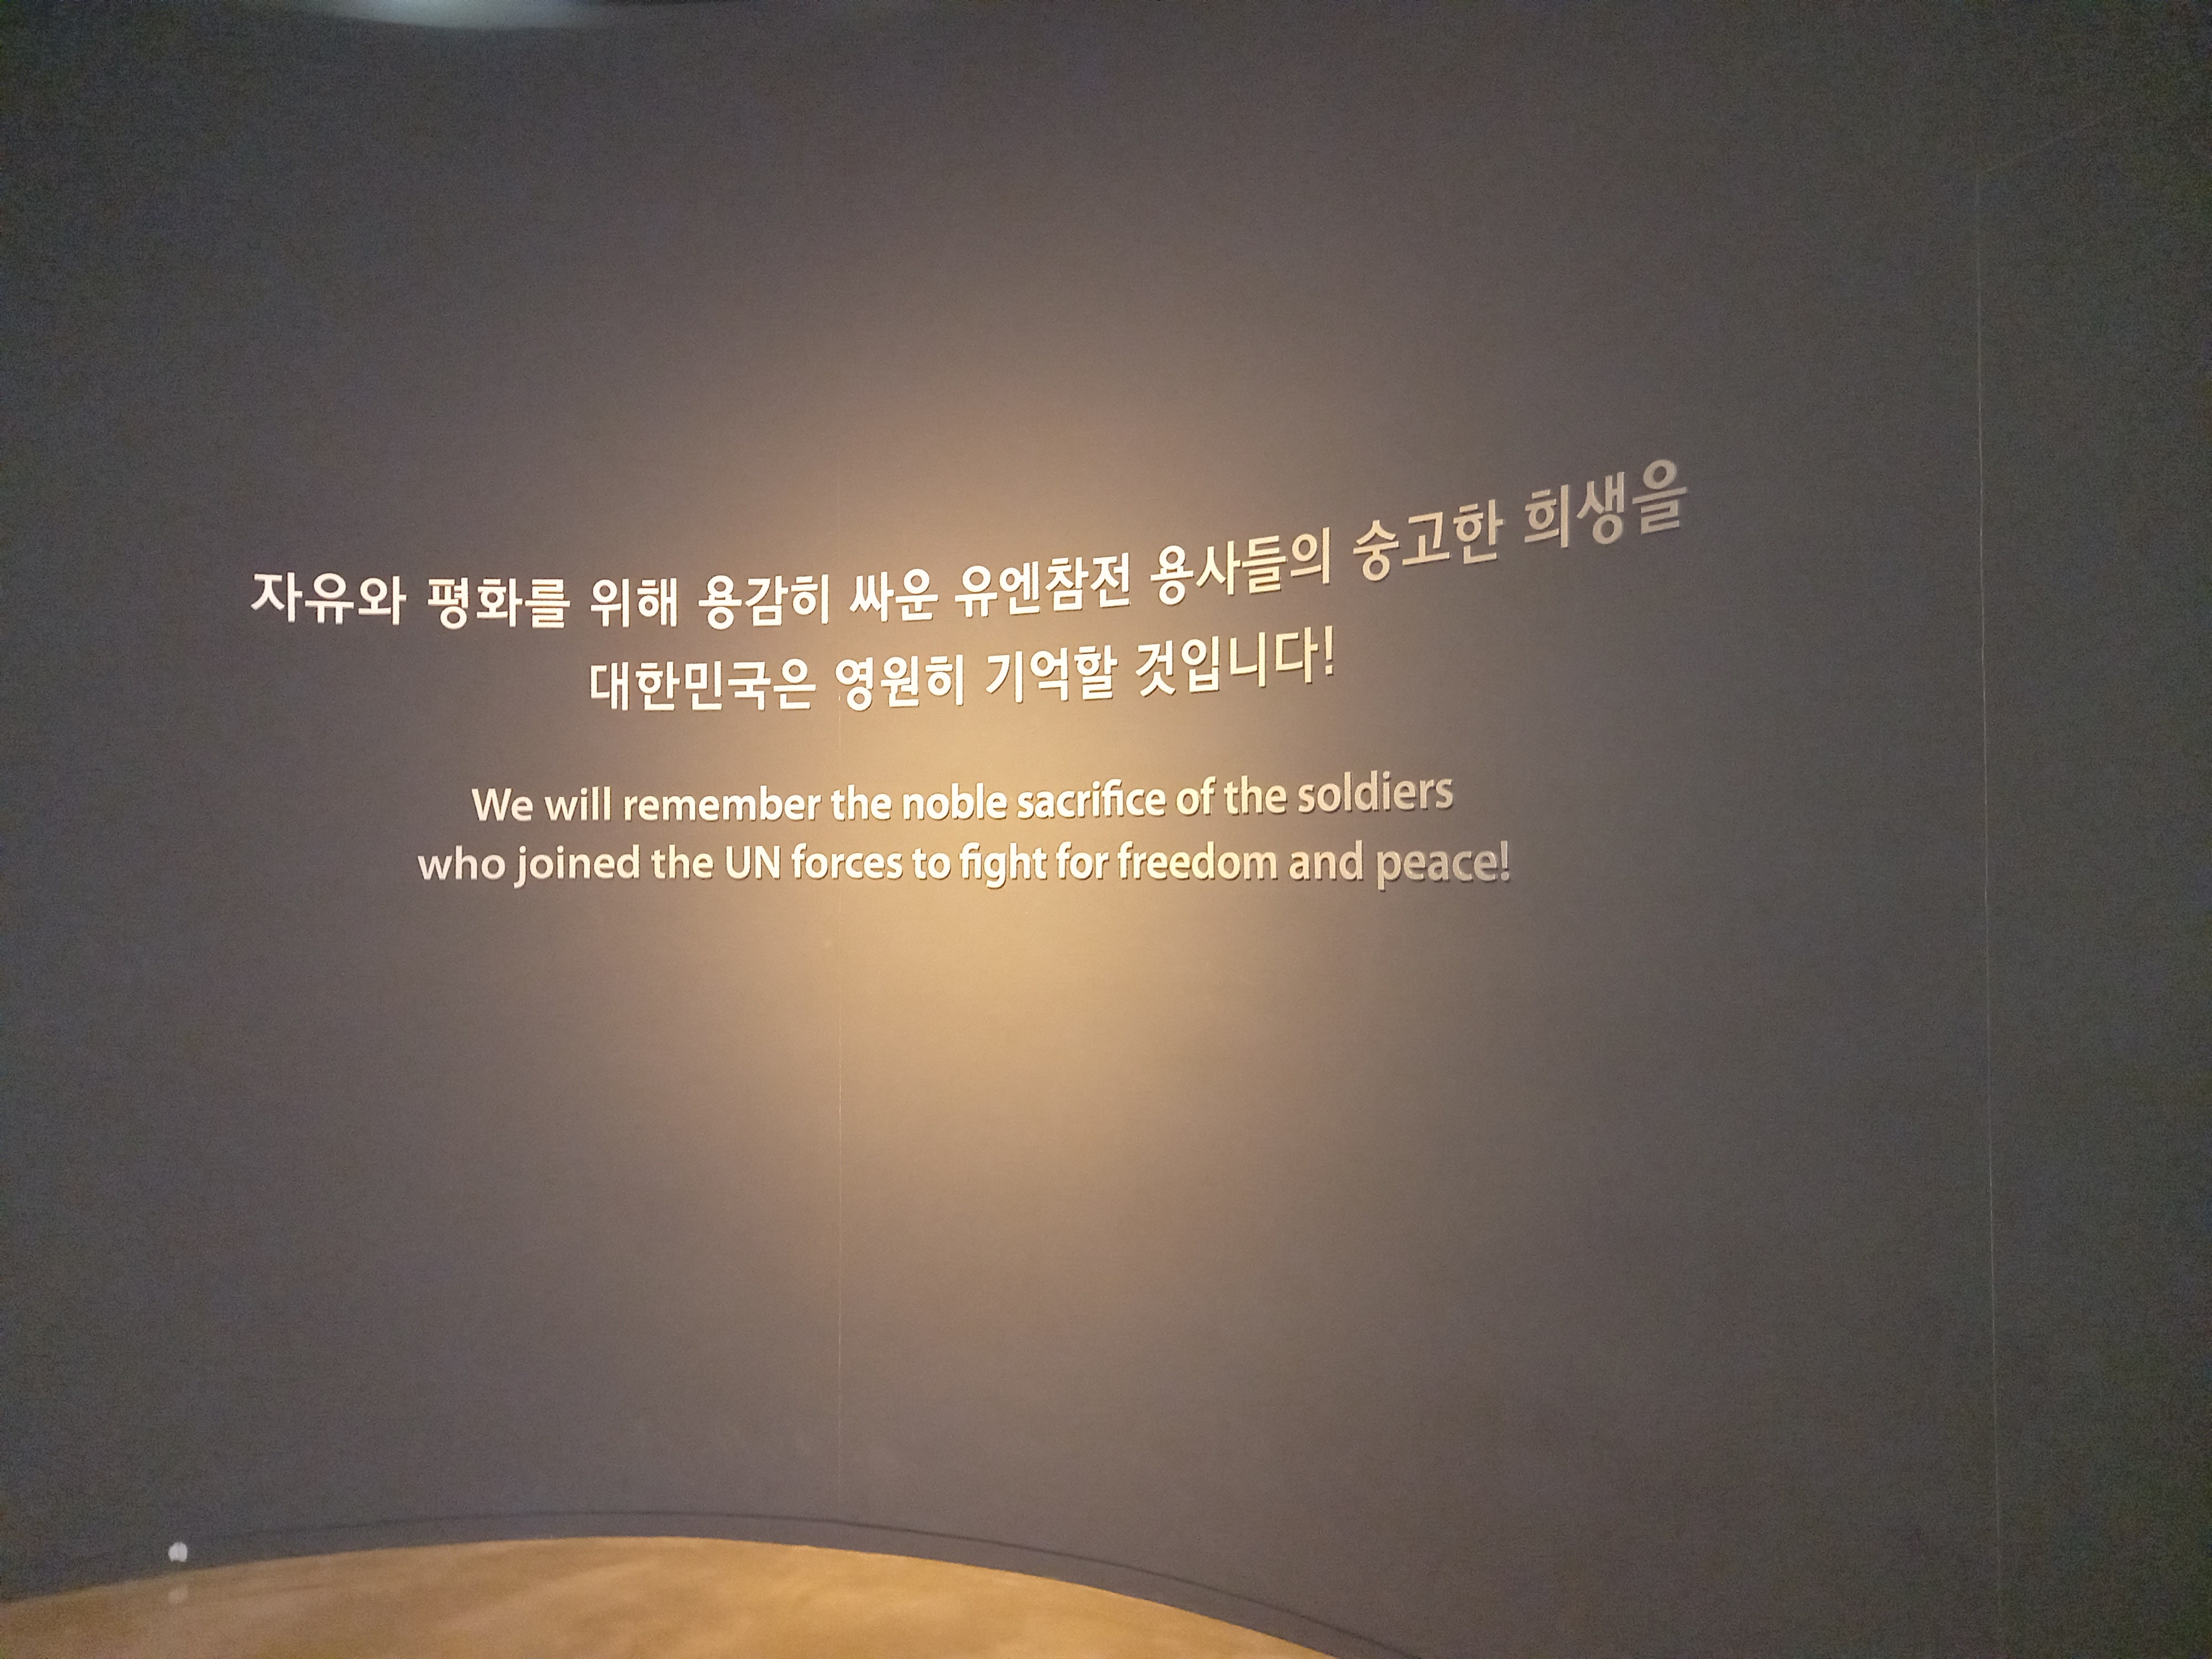 자유와 평화를 위해 용감히 싸운 유엔참전 용사들의 숭고한 희생을
대한민국은 영원히 기억할 것입니다!
We will remember the noble sacrifice of the soldiers
who joined the UN forces to fight for freedom and peace!